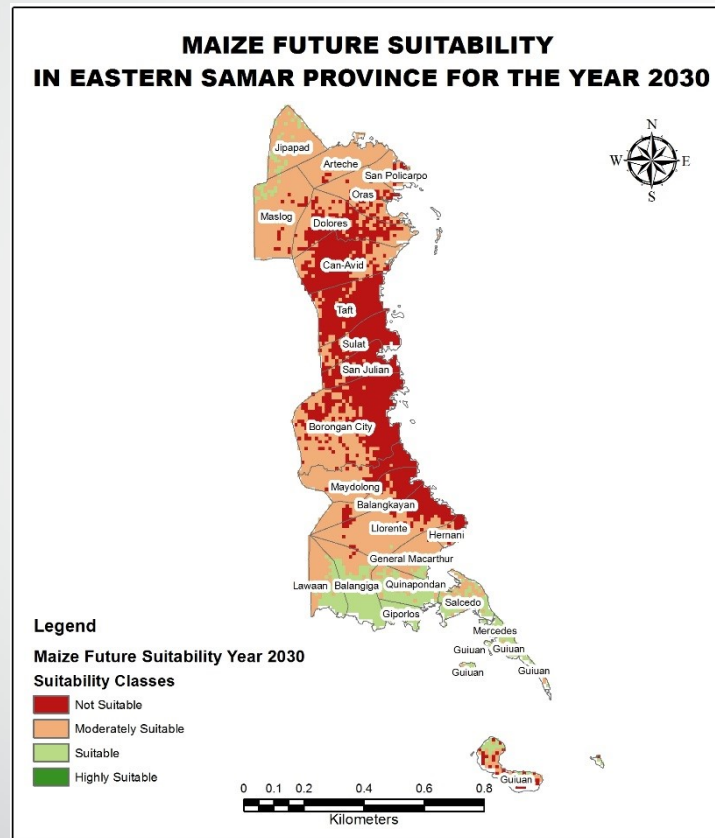 MAIZE FUTURE SUITABILITY
IN EASTERN SAMAR PROVINCE FOR THE YEAR 2030
N
W E
S
Jipapad
Arteche
San Policarpo
Oras
Maslog
Dolores
Can-Avid
Taft
Sulat
San Julian
Borongan City
Maydolong
Balangkayan
Llorente
Hernani
General Macarthur
Lawaan Balangiga Quinapondan
Salcedo
Giporlos
Mercedes
Guiuan Guiuan
Guiuan Guiuan
Guiuan
Legend
Maize Future Suitability Year 2030
Suitability Classes
Not Suitable
Moderately Suitable
Suitable
Highly Suitable
0 0.1 0.2 0.4 0.6 0.8
Kilometers